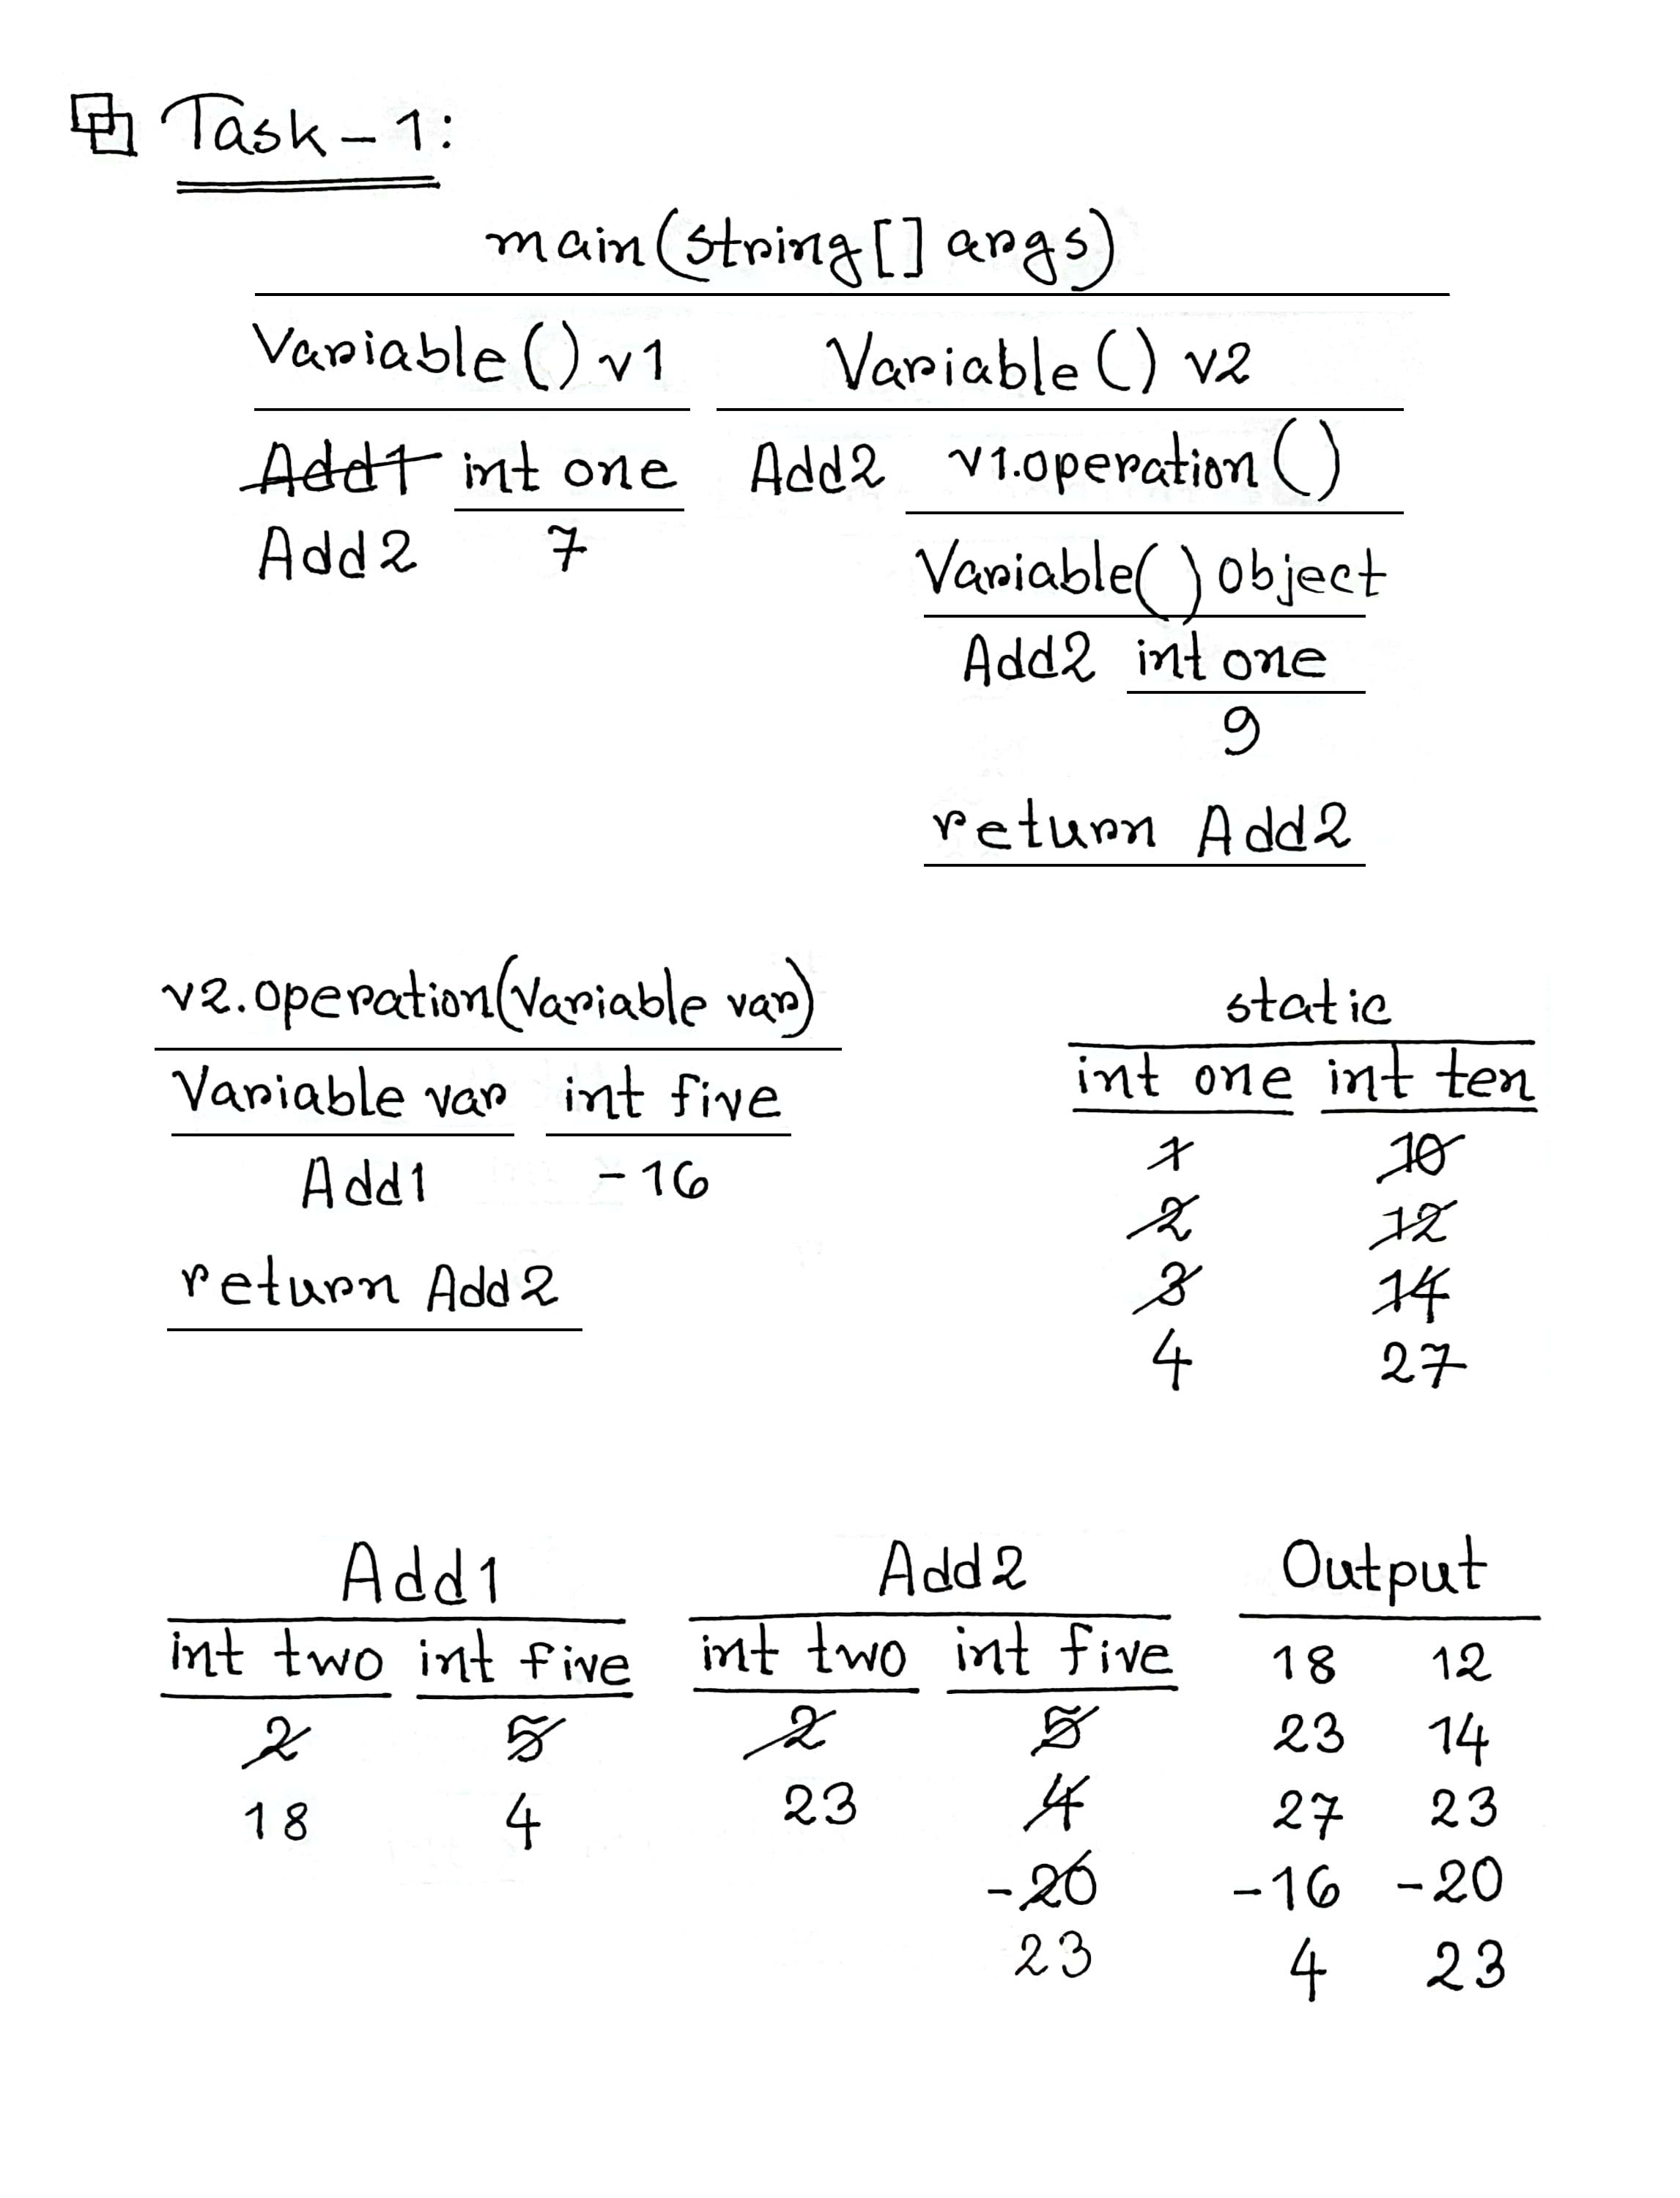 Task - 1:
main(string[] args)
Variable() v1 Variable() v2
Add1 int one Add2 v1.operation()
Add2 7
Variable() Object
Add2 int one
9
return Add2
v2.operation(Variable var) static
Variable var int five int one int ten
Add1 -16 1 10
2 12
return Add2 3 14
4 27
Add1 Add2 Output
int two int five int two int five 18 12
2 5 2 5 23 14
18 4 23 4 27 23
-20 -16 -20
23 4 23